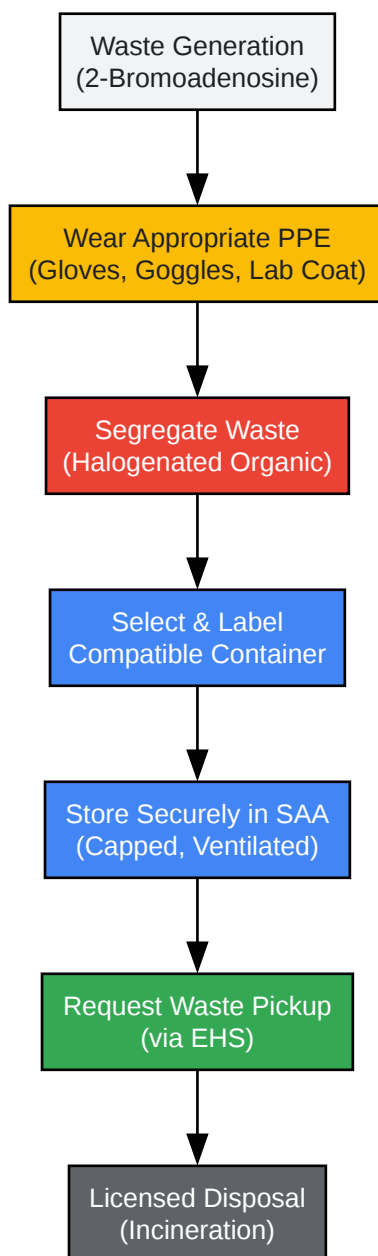 Waste Generation
(2-Bromoadenosine)
Wear Appropriate PPE
(Gloves, Goggles, Lab Coat)
Segregate Waste
(Halogenated Organic)
Select & Label
Compatible Container
Store Securely in SAA
(Capped, Ventilated)
Request Waste Pickup
(via EHS)
Licensed Disposal
(Incineration)